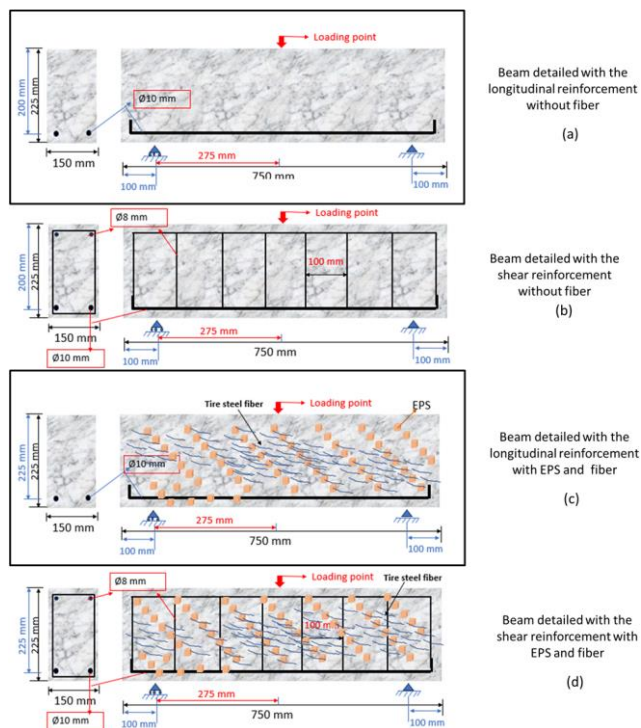 Loading point
200 mm
225 mm
Ø10 mm
275 mm
150 mm
750 mm
100 mm
100 mm
Beam detailed with the
longitudinal reinforcement
without fiber
(a)
Loading point
Ø8 mm
200 mm
225 mm
100 mm
275 mm
150 mm
750 mm
Ø10 mm
100 mm
100 mm
Beam detailed with the
shear reinforcement
without fiber
(b)
Loading point
EPS
Tire steel fiber
225 mm
225 mm
Ø10 mm
275 mm
150 mm
750 mm
100 mm
100 mm
Beam detailed with the
longitudinal reinforcement
with EPS and fiber
(c)
Loading point
Tire steel fiber
Ø8 mm
225 mm
225 mm
100 mm
275 mm
150 mm
750 mm
Ø10 mm
100 mm
100 mm
Beam detailed with the
shear reinforcement with
EPS and fiber
(d)